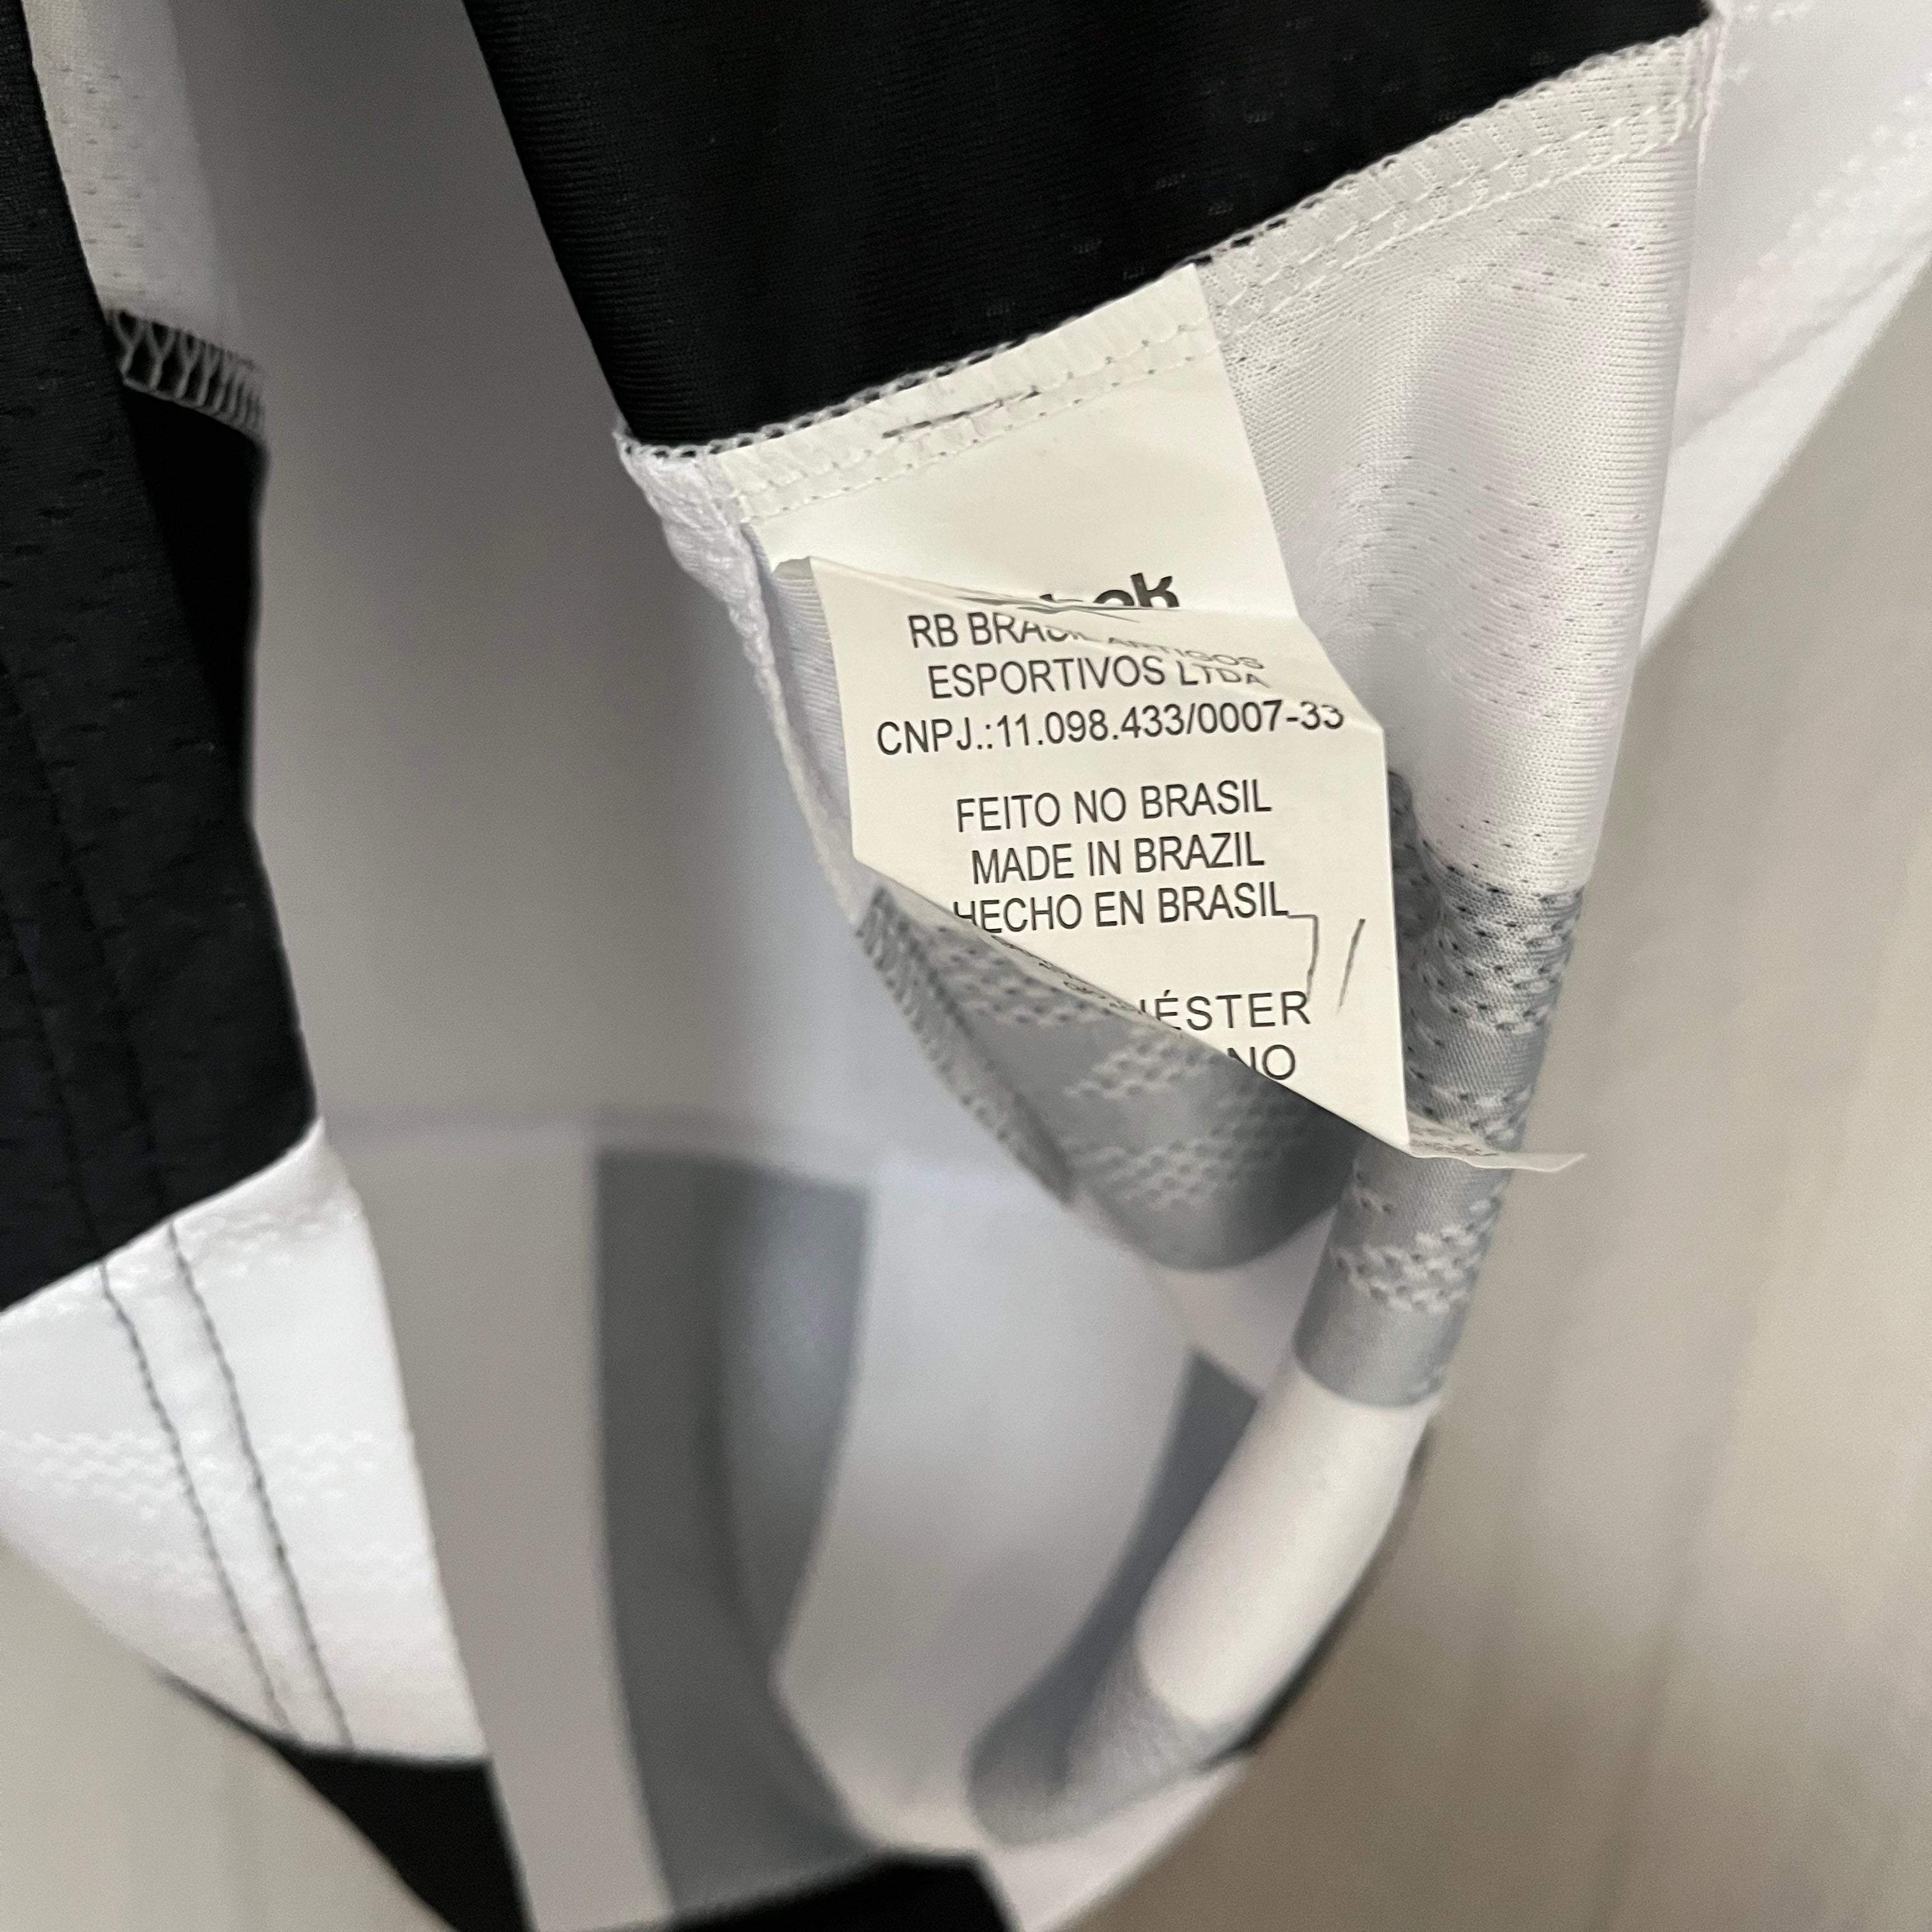 RB BRASIL ARTIGOS
ESPORTIVOS LTDA
CNPJ.:11.098.433/0007-33
FEITO NO BRASIL
MADE IN BRAZIL
HECHO EN BRASIL